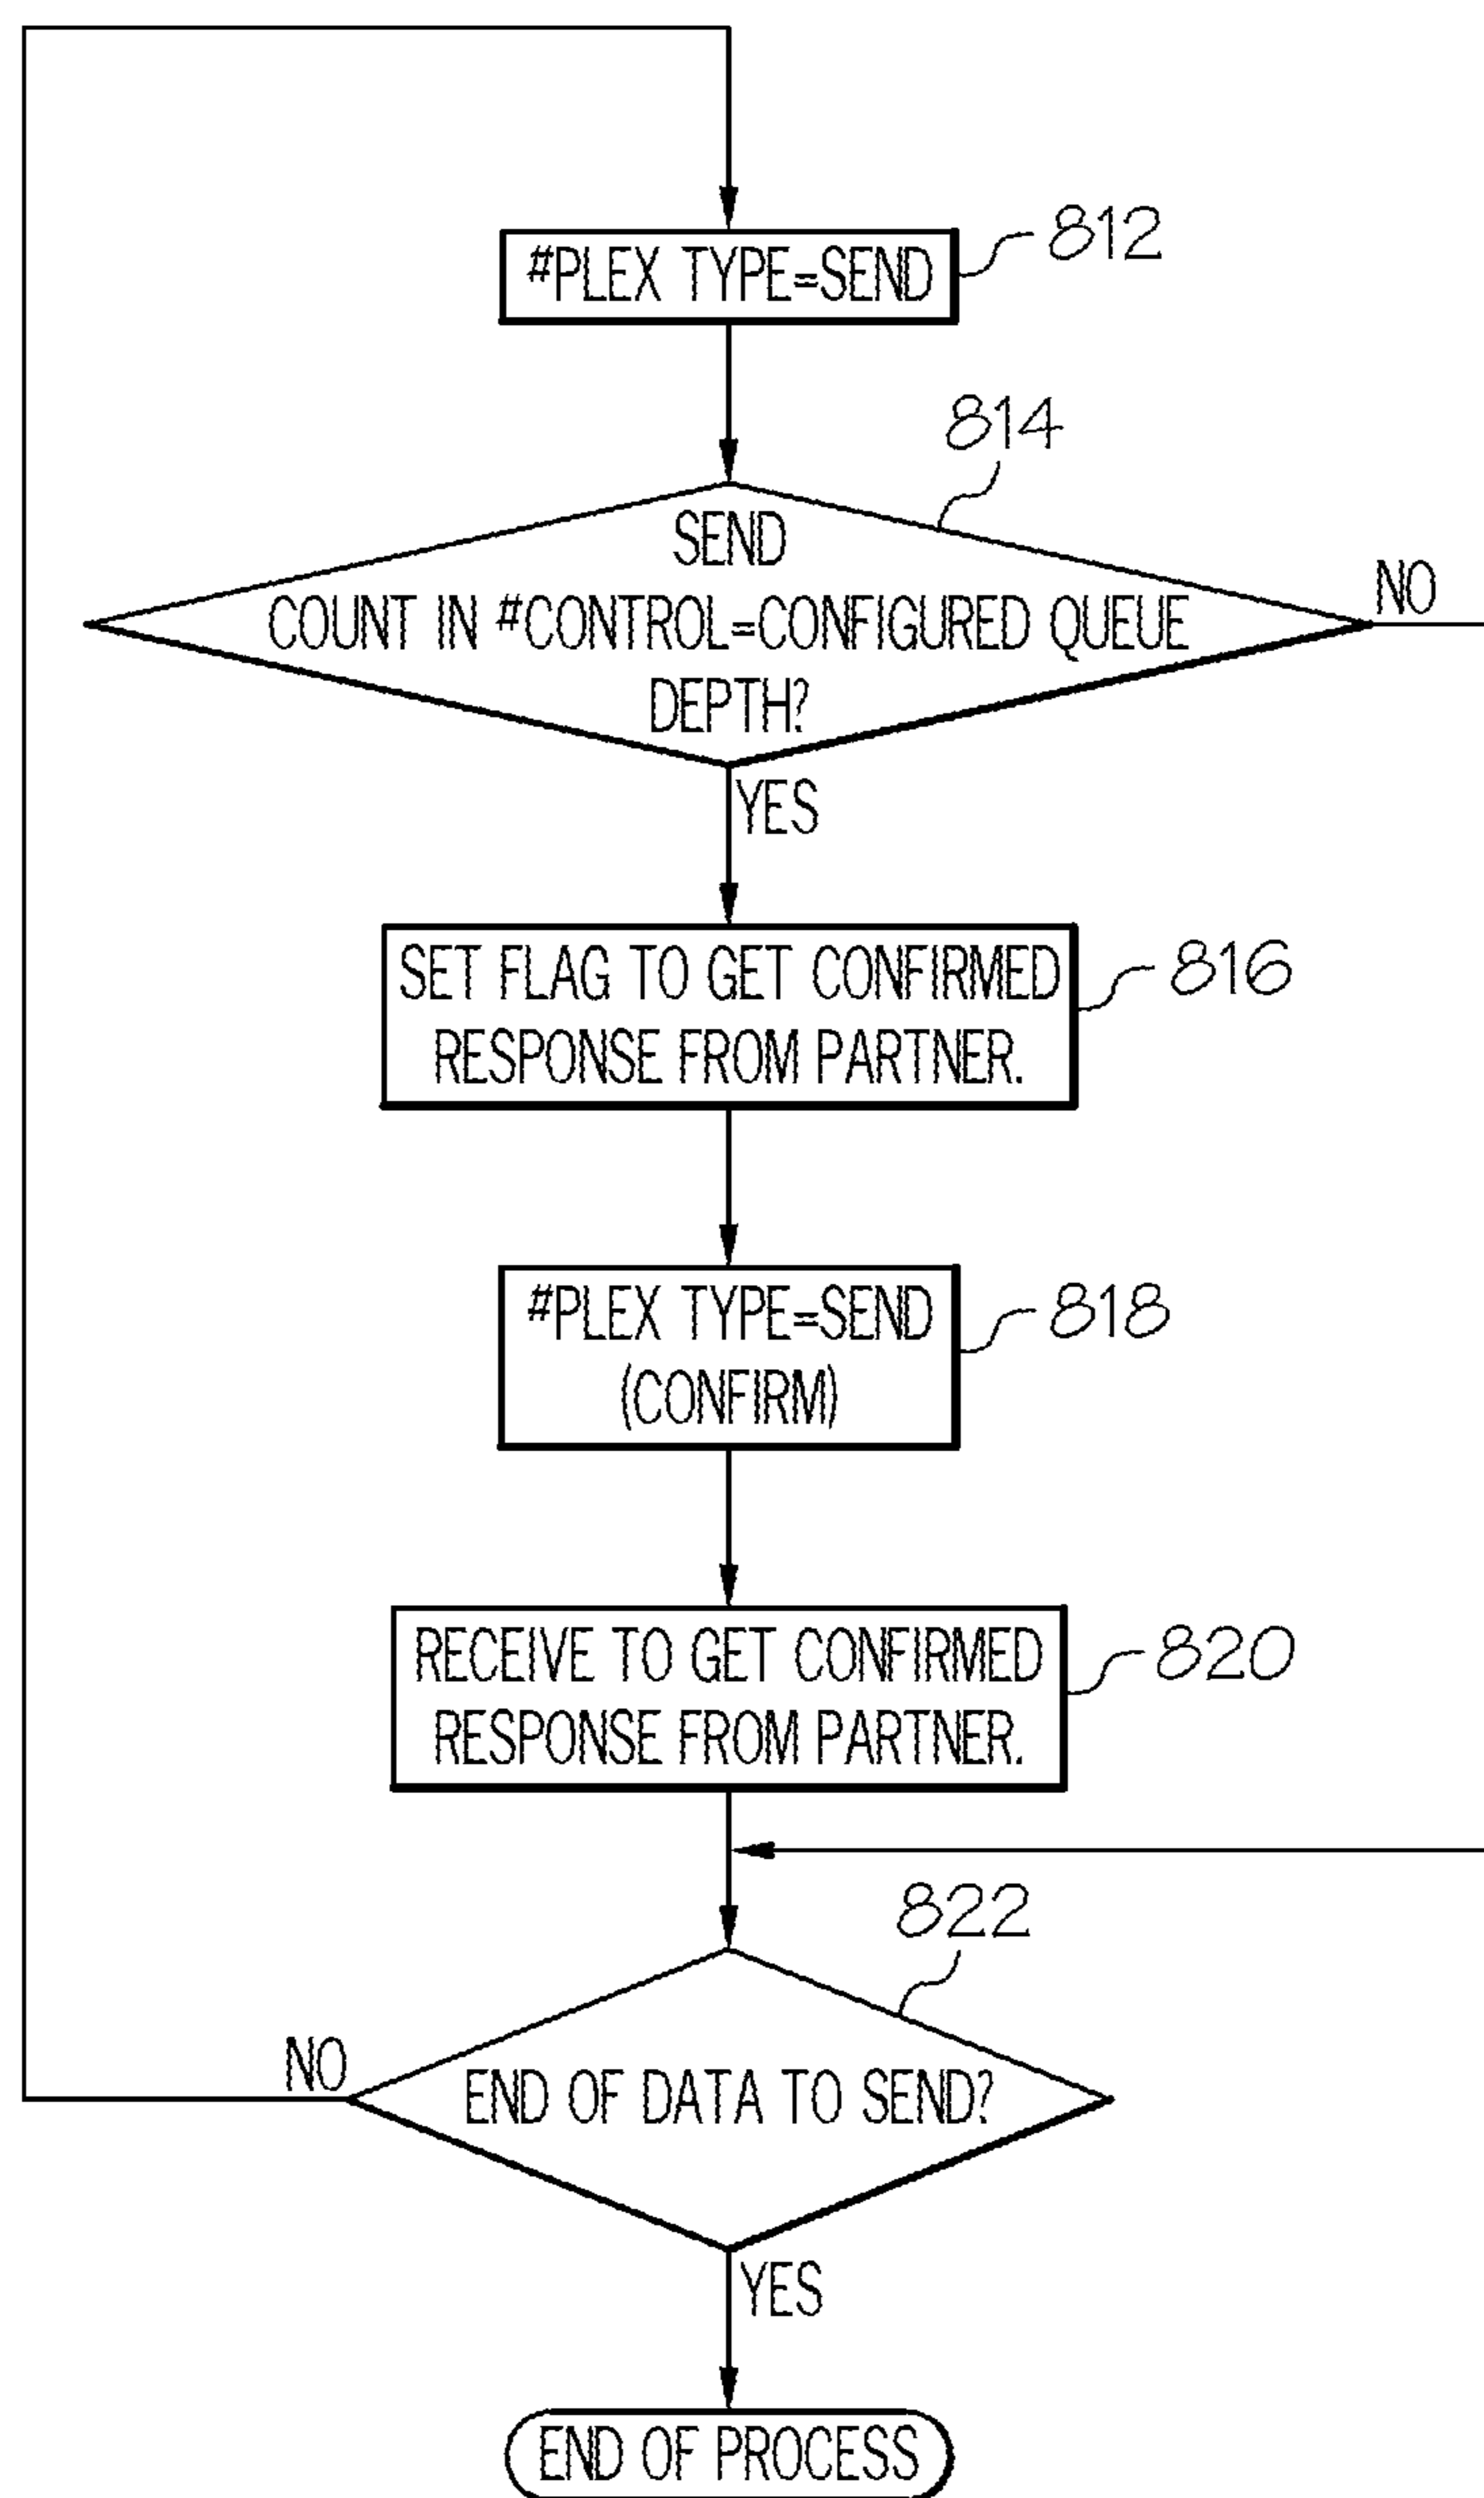 #PLEX TYPE=SEND
812
814
SEND
COUNT IN #CONTROL=CONFIGURED QUEUE
DEPTH?
NO
YES
SET FLAG TO GET CONFIRMED
RESPONSE FROM PARTNER.
816
#PLEX TYPE=SEND
(CONFIRM)
818
RECEIVE TO GET CONFIRMED
RESPONSE FROM PARTNER.
820
822
NO
END OF DATA TO SEND?
YES
END OF PROCESS